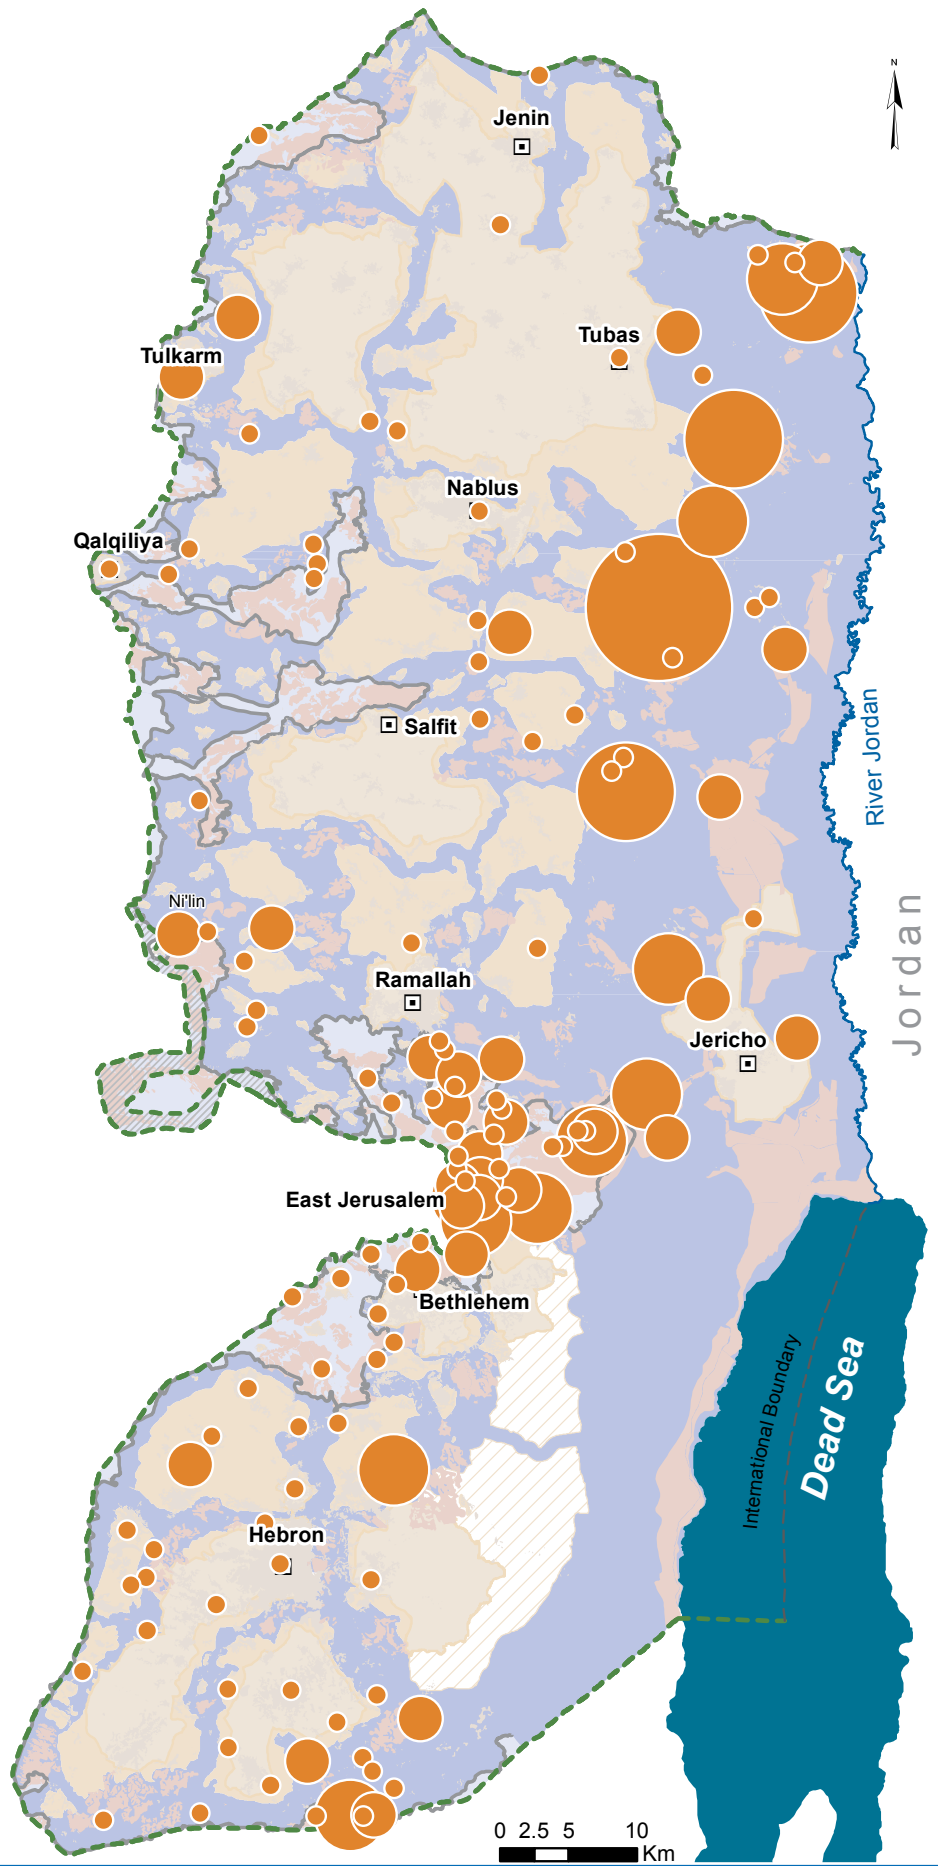 N
Jenin
Tubas
Tulkarm
Nablus
Qalqiliya
Salfit
River Jordan
Ni'lin
Jordan
Ramallah
Jericho
East Jerusalem
Bethlehem
International Boundary
Dead Sea
Hebron
0 2.5 5 10
Km